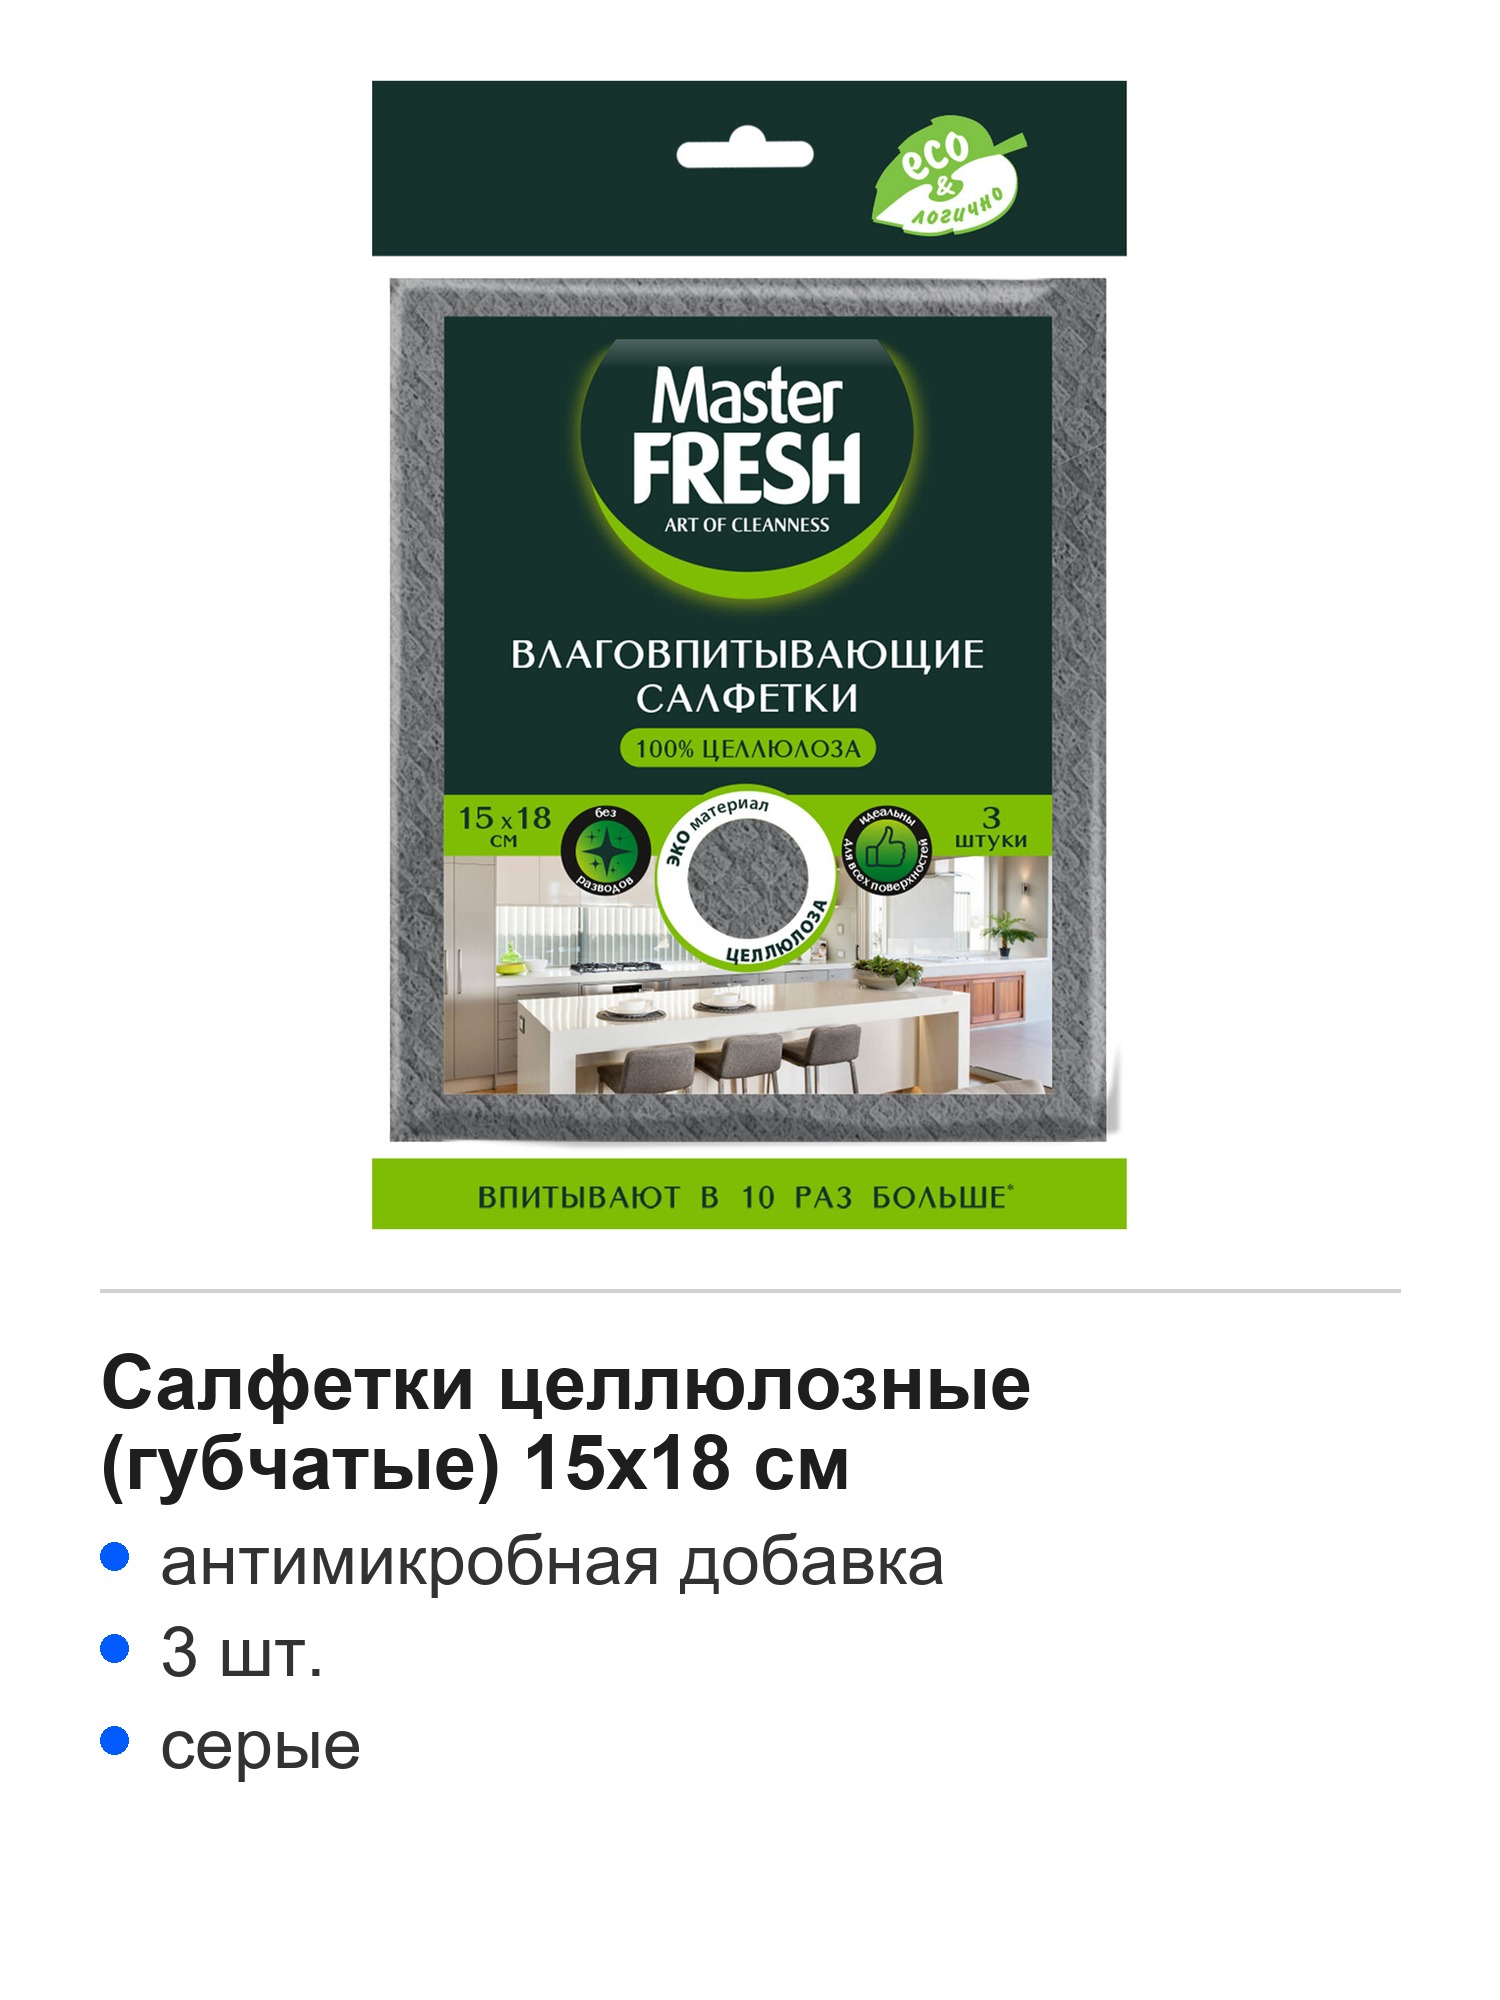 eco
&
логично
Master
FRESH
ART OF CLEANNESS
ВЛАГОВПИТЫВАЮЩИЕ
САЛФЕТКИ
100% ЦЕЛЛЮЛОЗА
15 х 18
СМ
без
разводов
ЭКО материал
ЦЕЛЛЮЛОЗА
идеальны
для всех поверхностей
3
ШТУКИ
ВПИТЫВАЮТ В 10 РАЗ БОЛЬШЕ*
Салфетки целлюлозные
(губчатые) 15х18 см
антимикробная добавка
3 шт.
серые